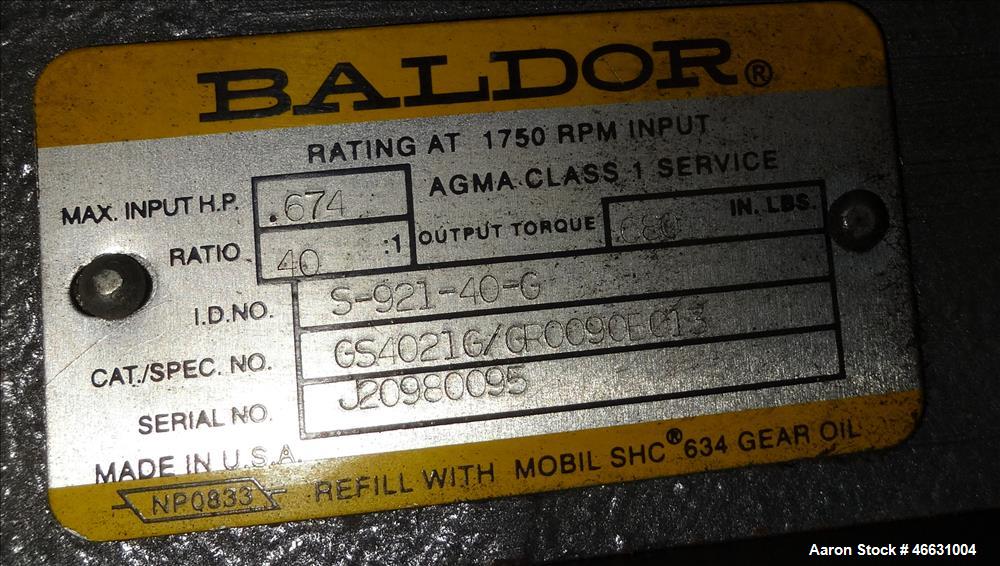 BALDOR®
RATING AT 1750 RPM INPUT
MAX. INPUT H.P. .674 AGMA CLASS 1 SERVICE
RATIO 40 :1 OUTPUT TORQUE 680 IN. LBS.
I.D.NO. S-921-40-G
CAT./SPEC. NO. GS4021G/GR0090E013
SERIAL NO. J20980095
MADE IN U.S.A
NP0833 REFILL WITH MOBIL SHC® 634 GEAR OIL
Aaron Stock # 46631004